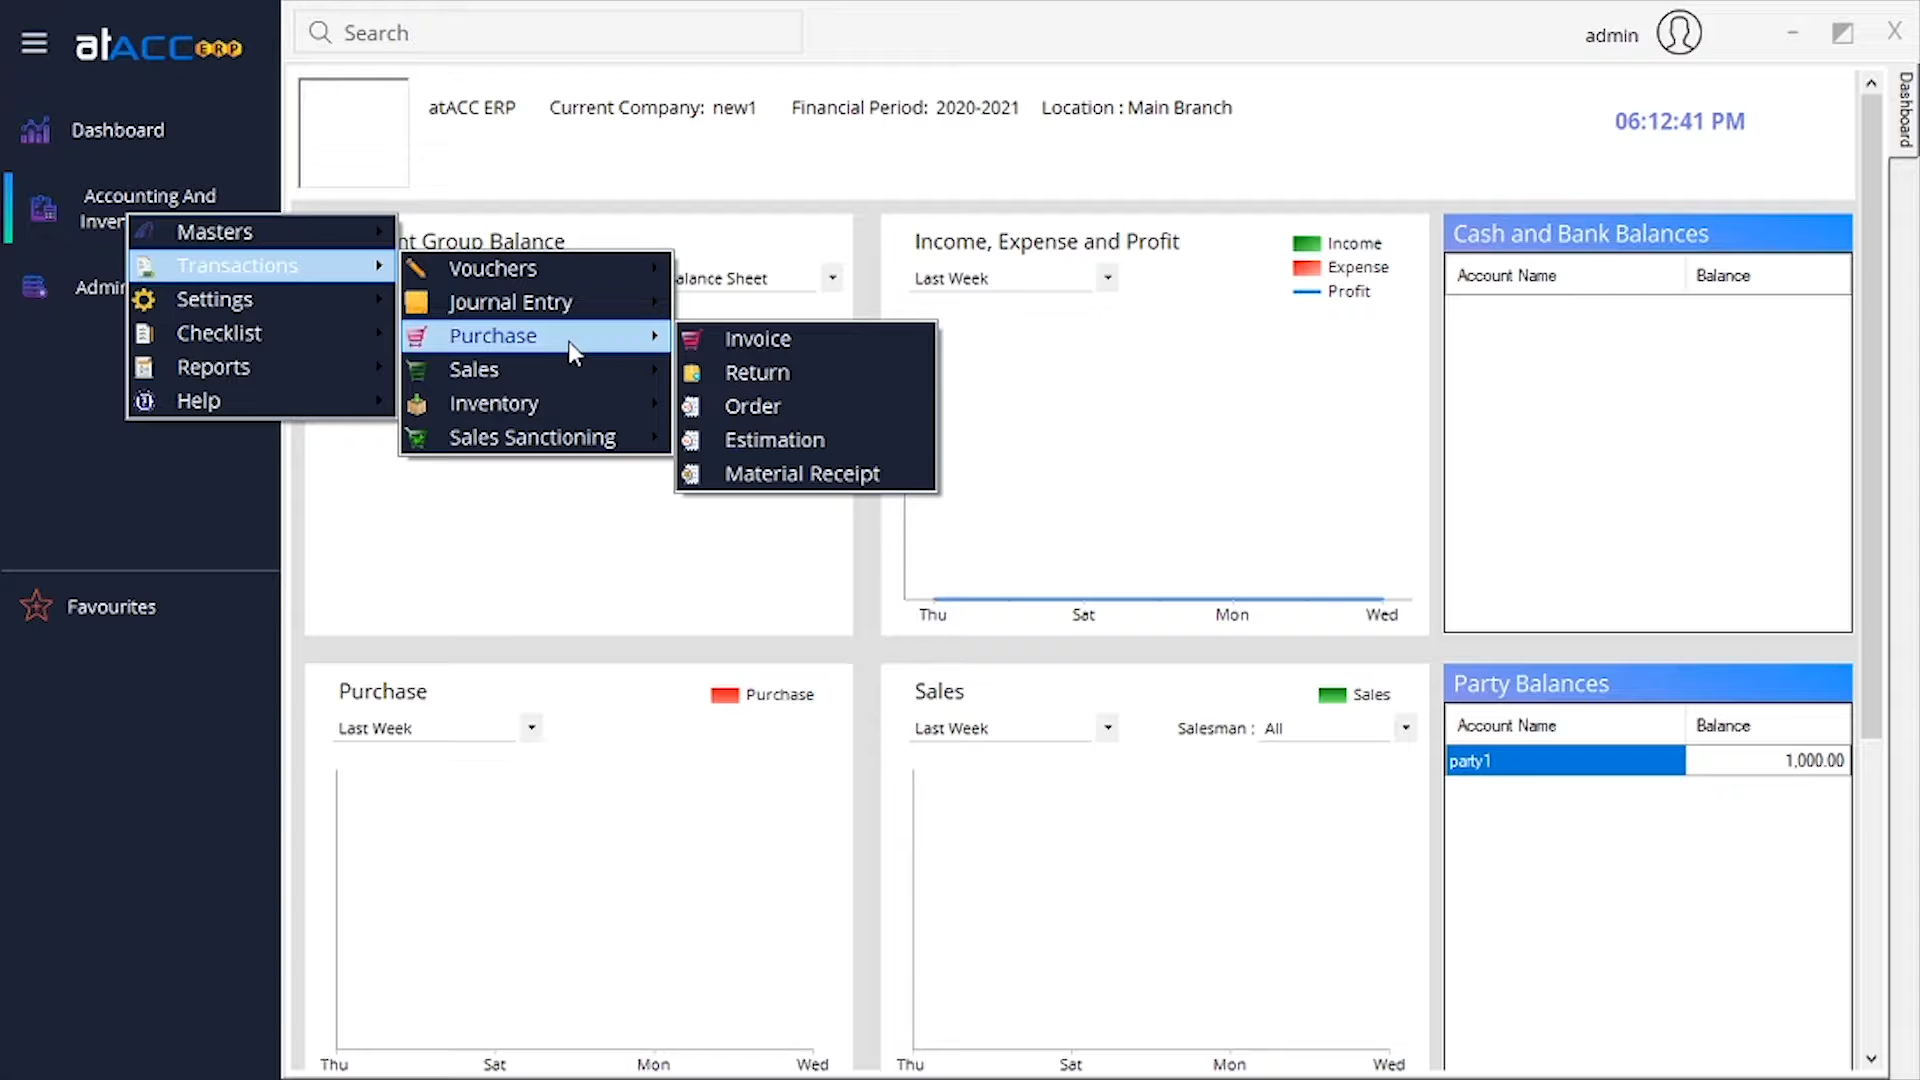 atACC ERP
Search
admin
X
Dashboard
atACC ERP Current Company: new1 Financial Period: 2020-2021 Location : Main Branch
06:12:41 PM
Dashboard
Accounting And
Inver
Admir
Favourites
Masters
Transactions
Settings
Checklist
Reports
Help
Vouchers
Journal Entry
Purchase
Sales
Inventory
Sales Sanctioning
Invoice
Return
Order
Estimation
Material Receipt
nt Group Balance
alance Sheet
Income, Expense and Profit
Last Week
Income
Expense
Profit
Thu Sat Mon Wed
Cash and Bank Balances
Account Name Balance
Purchase
Last Week
Purchase
Thu Sat Mon Wed
Sales
Last Week
Salesman : All
Sales
Thu Sat Mon Wed
Party Balances
Account Name Balance
party1 1,000.00